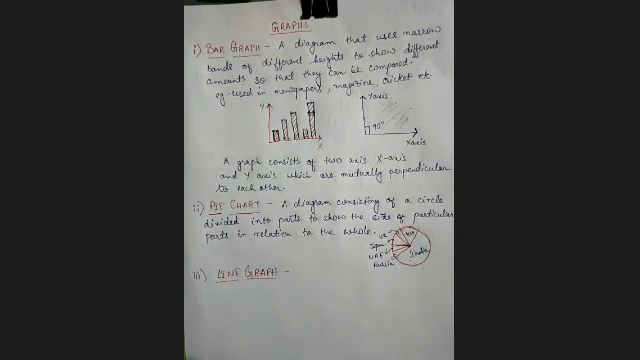 GRAPHS
i) BAR GRAPH - A diagram that uses narrow
bands of different heights to show different
amounts so that they can be compared.
eg used in newspapers, magazine, cricket etc.
Y
X
Y axis
90°
X axis
A graph consists of two axis X-axis
and Y axis which are mutually perpendicular
to each other.
ii) PIE CHART - A diagram consisting of a circle
divided into parts to show the size of particular
parts in relation to the whole.
UK
Japan
UAE
Russia
India
iii) LINE GRAPH -